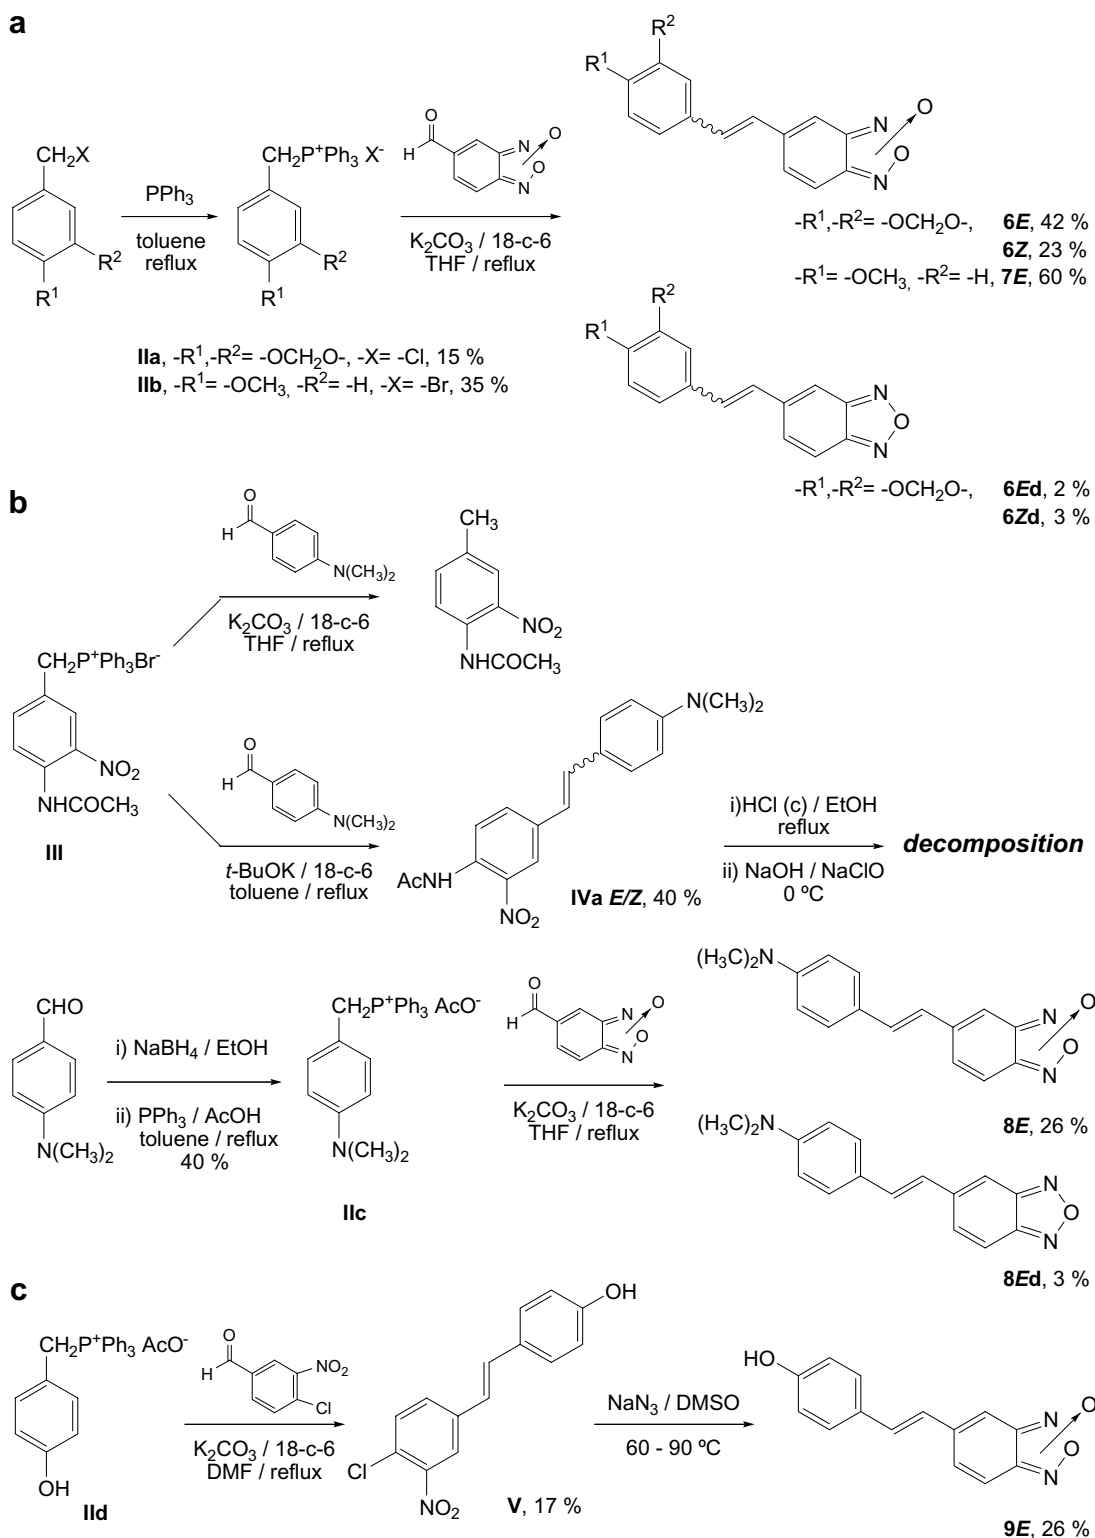 a
CH₂X
R²
R¹
PPh₃
toluene
reflux
CH₂P⁺Ph₃ X⁻
R²
R¹
O
H
N
O
N
O
K₂CO₃ / 18-c-6
THF / reflux
R²
R¹
N
O
N
O
-R¹,-R²= -OCH₂O-, 6E, 42 %
6Z, 23 %
-R¹= -OCH₃, -R²= -H, 7E, 60 %
IIa, -R¹,-R²= -OCH₂O-, -X= -Cl, 15 %
IIb, -R¹= -OCH₃, -R²= -H, -X= -Br, 35 %
R²
R¹
N
O
N
-R¹,-R²= -OCH₂O-, 6Ed, 2 %
6Zd, 3 %
b
CH₂P⁺Ph₃Br⁻
NO₂
NHCOCH₃
III
O
H
N(CH₃)₂
K₂CO₃ / 18-c-6
THF / reflux
CH₃
NO₂
NHCOCH₃
O
H
N(CH₃)₂
t-BuOK / 18-c-6
toluene / reflux
N(CH₃)₂
AcNH
NO₂
IVa E/Z, 40 %
i)HCl (c) / EtOH
reflux
ii) NaOH / NaClO
0 ºC
decomposition
CHO
N(CH₃)₂
i) NaBH₄ / EtOH
ii) PPh₃ / AcOH
toluene / reflux
40 %
CH₂P⁺Ph₃ AcO⁻
N(CH₃)₂
IIc
O
H
N
O
N
O
K₂CO₃ / 18-c-6
THF / reflux
(H₃C)₂N
N
O
N
O
8E, 26 %
(H₃C)₂N
N
O
N
8Ed, 3 %
c
CH₂P⁺Ph₃ AcO⁻
OH
IId
O
H
NO₂
Cl
K₂CO₃ / 18-c-6
DMF / reflux
OH
Cl
NO₂
V, 17 %
NaN₃ / DMSO
60 - 90 ºC
HO
N
O
N
O
9E, 26 %